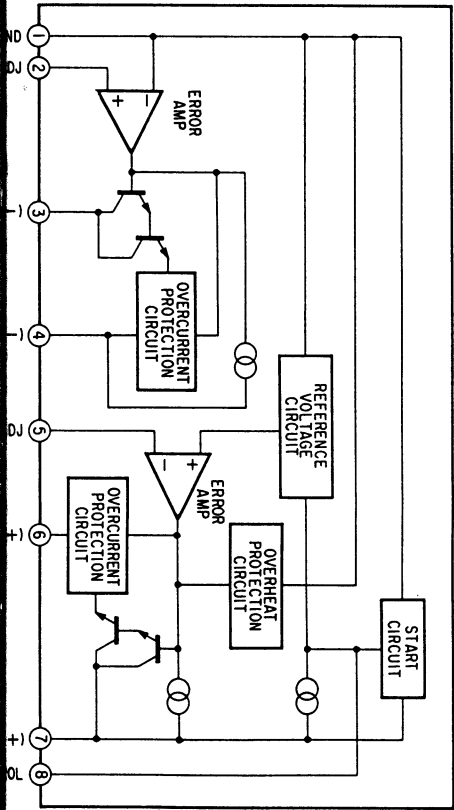 ND 1
DJ 2
-) 3
-) 4
DJ 5
+) 6
+) 7
OL 8
ERROR
AMP
- +
OVERCURRENT
PROTECTION
CIRCUIT
REFERENCE
VOLTAGE
CIRCUIT
ERROR
AMP
+ -
OVERCURRENT
PROTECTION
CIRCUIT
OVERHEAT
PROTECTION
CIRCUIT
START
CIRCUIT